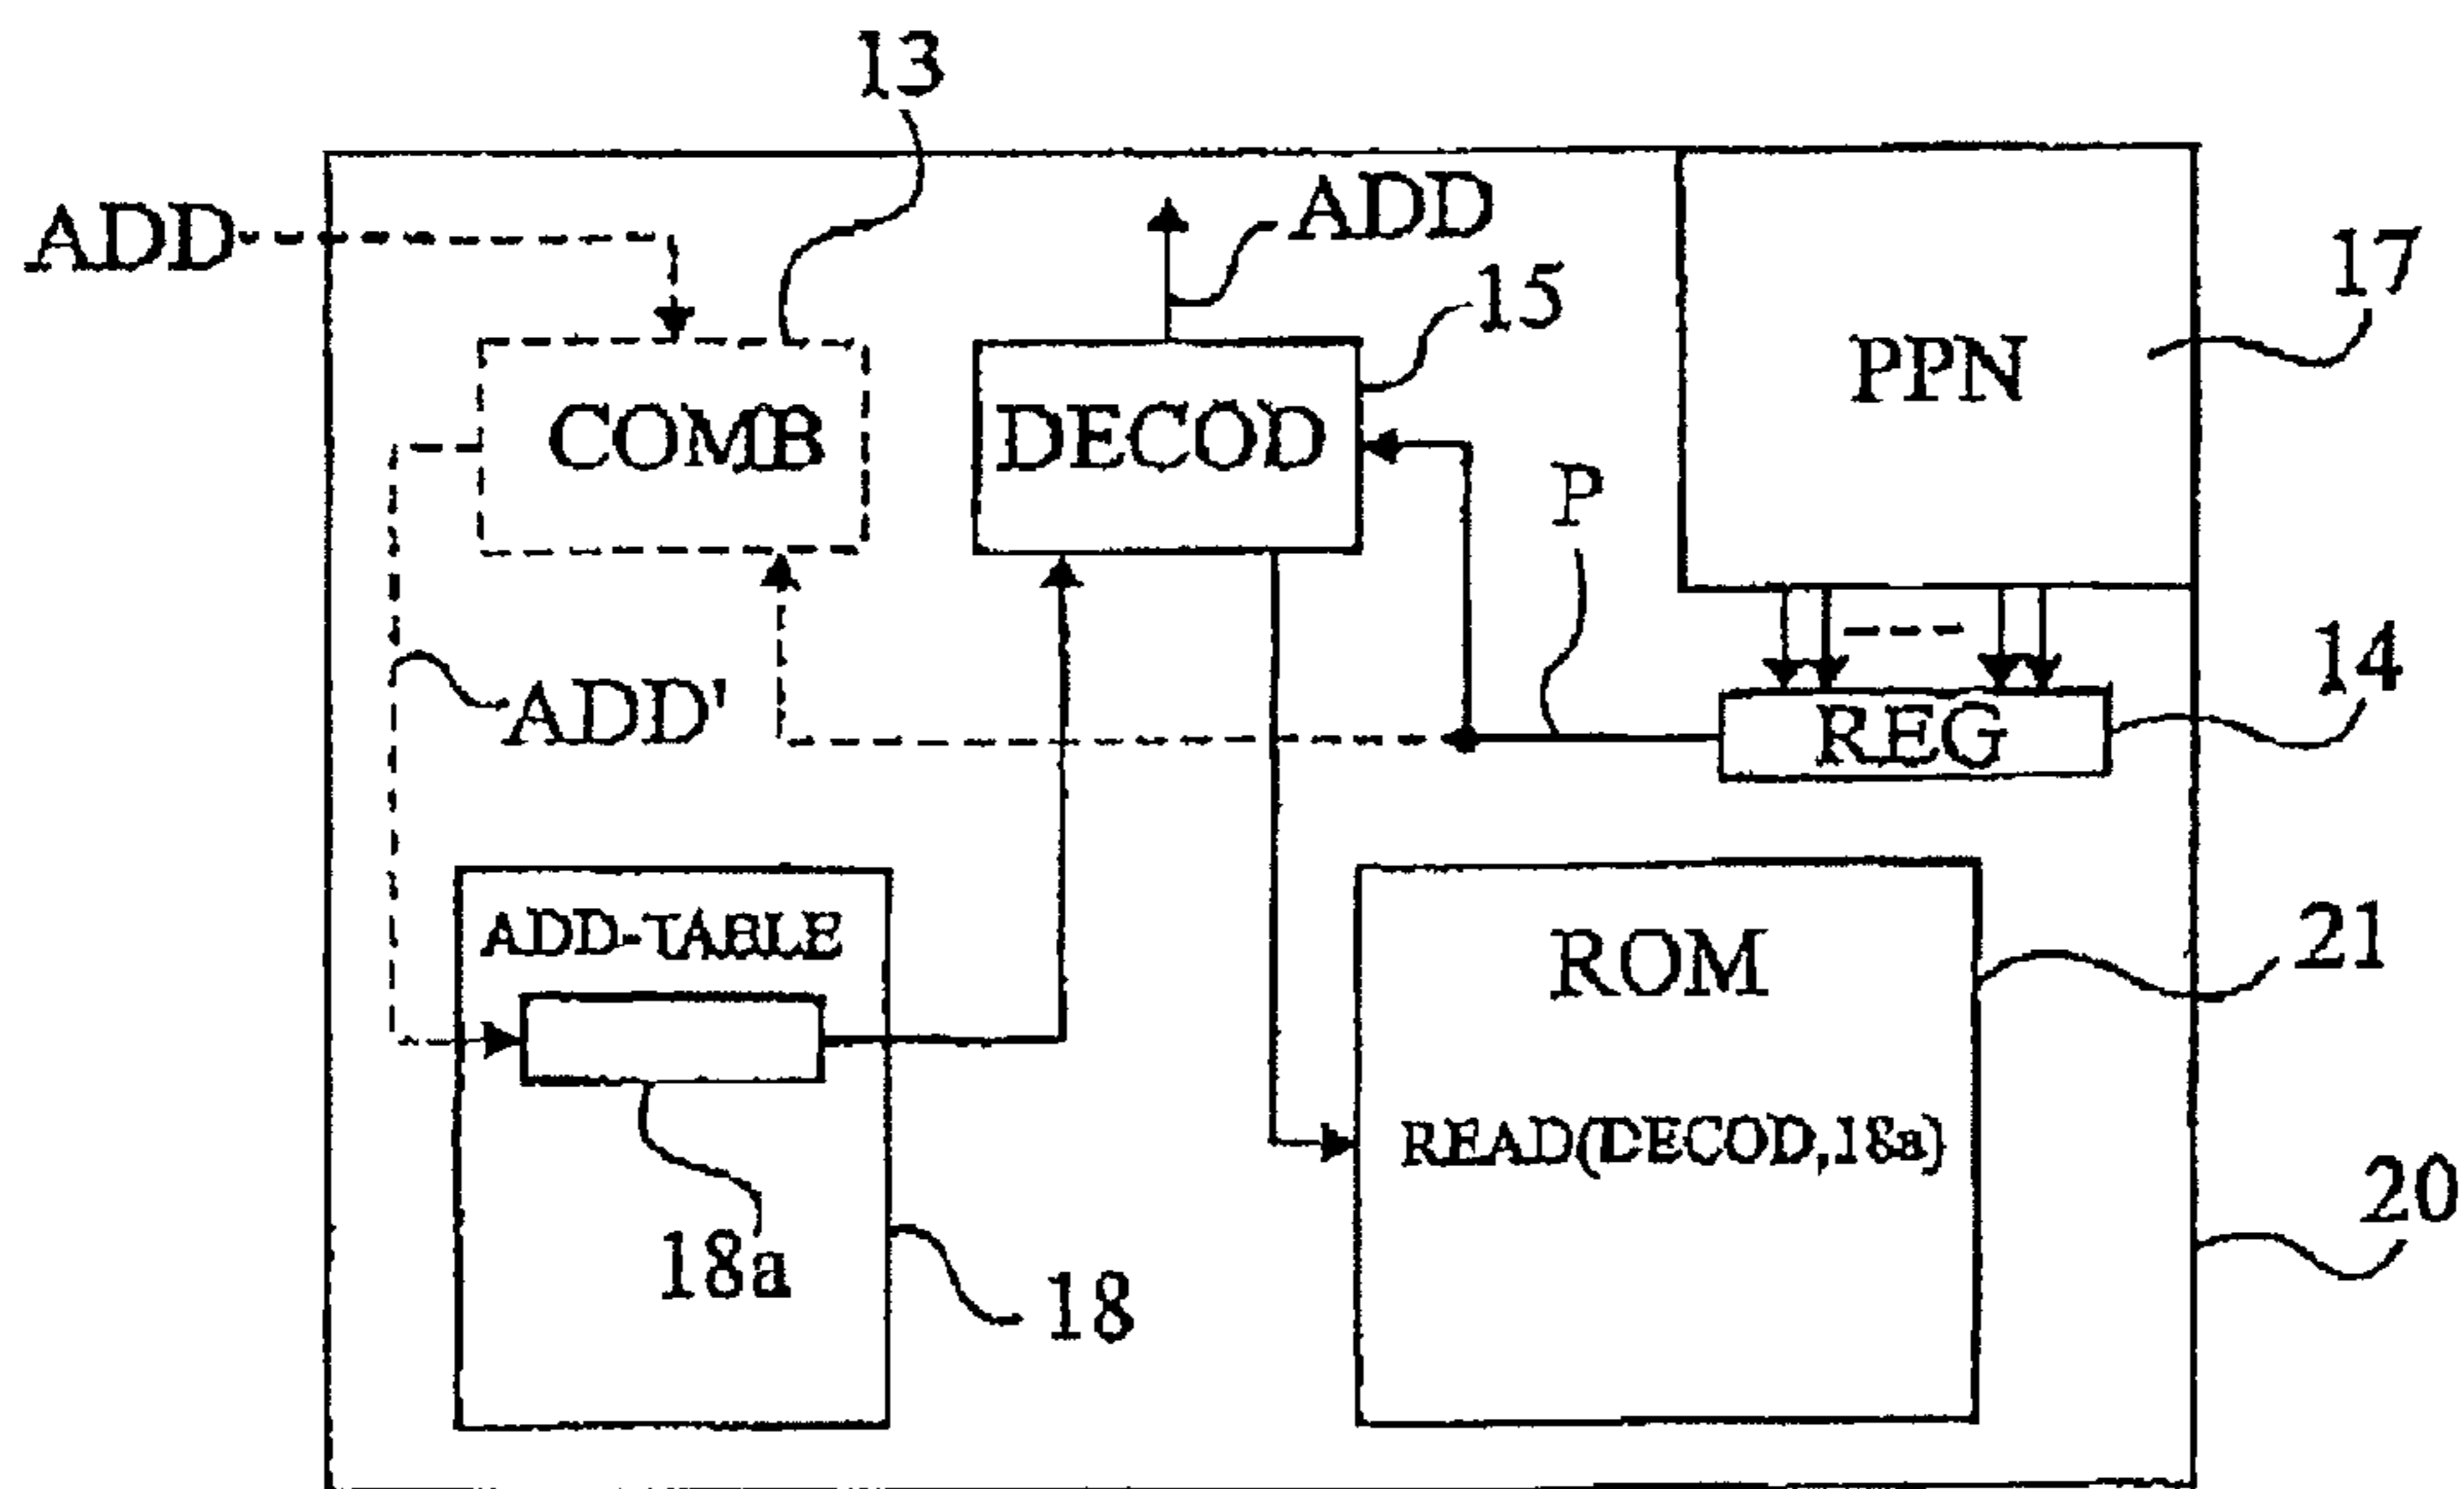 13
ADD
ADD
15
17
PPN
COMB
DECOD
P
14
ADD'
REG
ADD-TABLE
ROM
21
READ(DECOD,18a)
20
18a
18